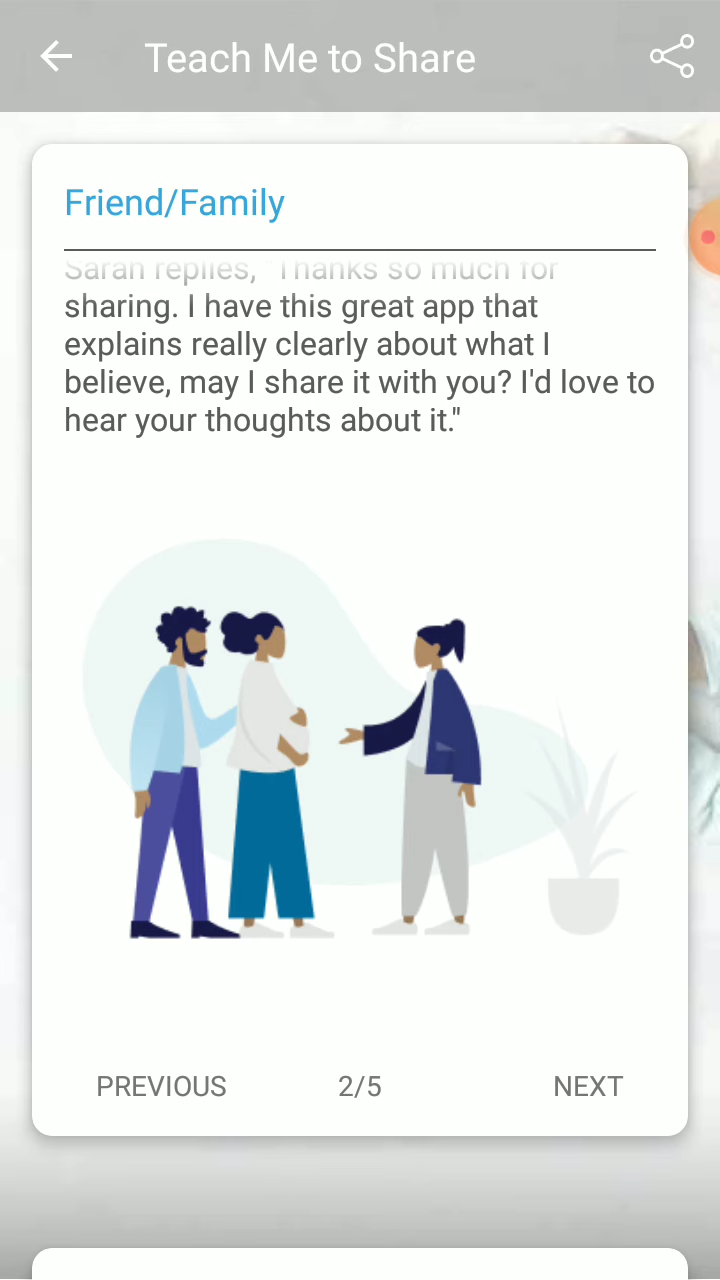 Teach Me to Share
Friend/Family
Sarah replies, "Thanks so much for
sharing. I have this great app that
explains really clearly about what I
believe, may I share it with you? I'd love to
hear your thoughts about it."
PREVIOUS
2/5
NEXT